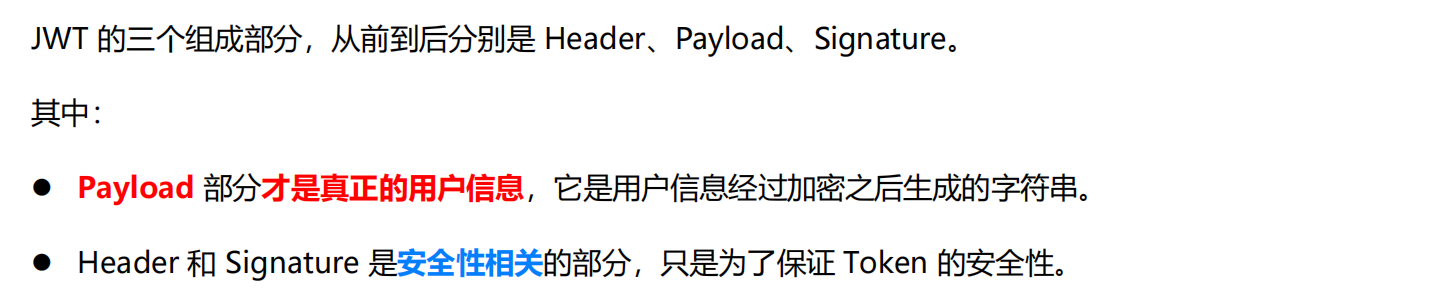 JWT 的三个组成部分，从前到后分别是 Header、Payload、Signature。
其中：
● Payload 部分才是真正的用户信息，它是用户信息经过加密之后生成的字符串。
● Header 和 Signature 是安全性相关的部分，只是为了保证 Token 的安全性。